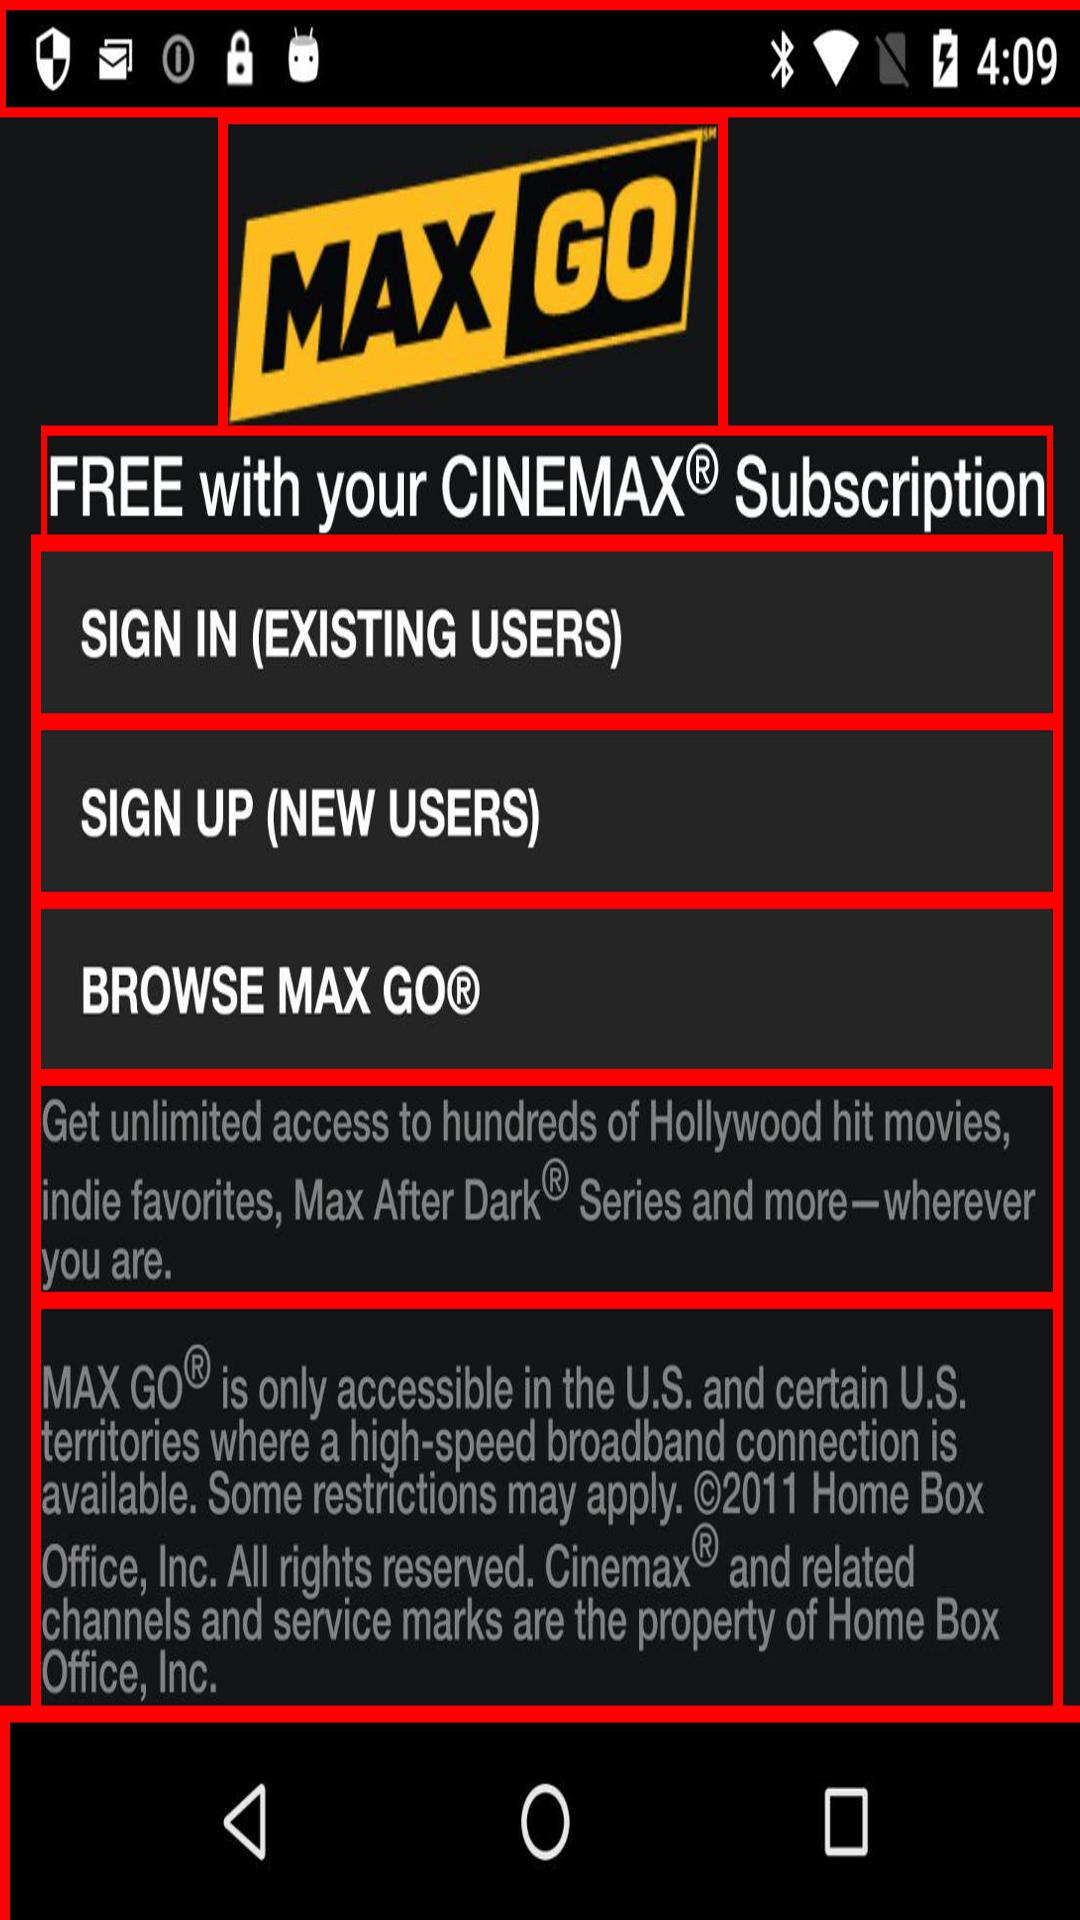 4:09
MAX GO SM
FREE with your CINEMAX® Subscription
SIGN IN (EXISTING USERS)
SIGN UP (NEW USERS)
BROWSE MAX GO®
Get unlimited access to hundreds of Hollywood hit movies,
indie favorites, Max After Dark® Series and more—wherever
you are.
MAX GO® is only accessible in the U.S. and certain U.S.
territories where a high-speed broadband connection is
available. Some restrictions may apply. ©2011 Home Box
Office, Inc. All rights reserved. Cinemax® and related
channels and service marks are the property of Home Box
Office, Inc.